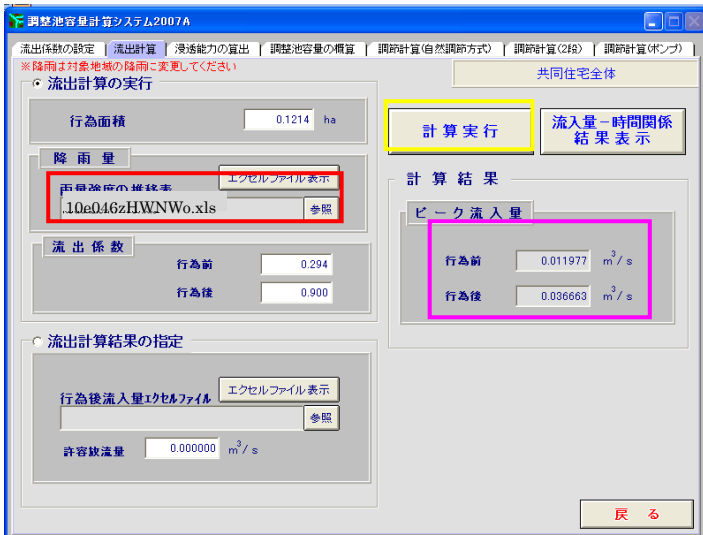 調整池容量計算システム2007A
流出係数の設定 流出計算 浸透能力の算出 調整池容量の概算 調節計算(自然調節方式) 調節計算(2段) 調節計算(ポンプ)
※降雨は対象地域の降雨に変更してください
共同住宅全体
流出計算の実行
行為面積 0.1214 ha
計算実行
流入量－時間関係
結果表示
降雨量
エクセルファイル表示
雨量強度の推移表
10e046zHWNWo.xls 参照
流出係数
行為前 0.294
行為後 0.900
計算結果
ピーク流入量
行為前 0.011977 m3/s
行為後 0.036663 m3/s
流出計算結果の指定
エクセルファイル表示
行為後流入量エクセルファイル
参照
許容放流量 0.000000 m3/s
戻る